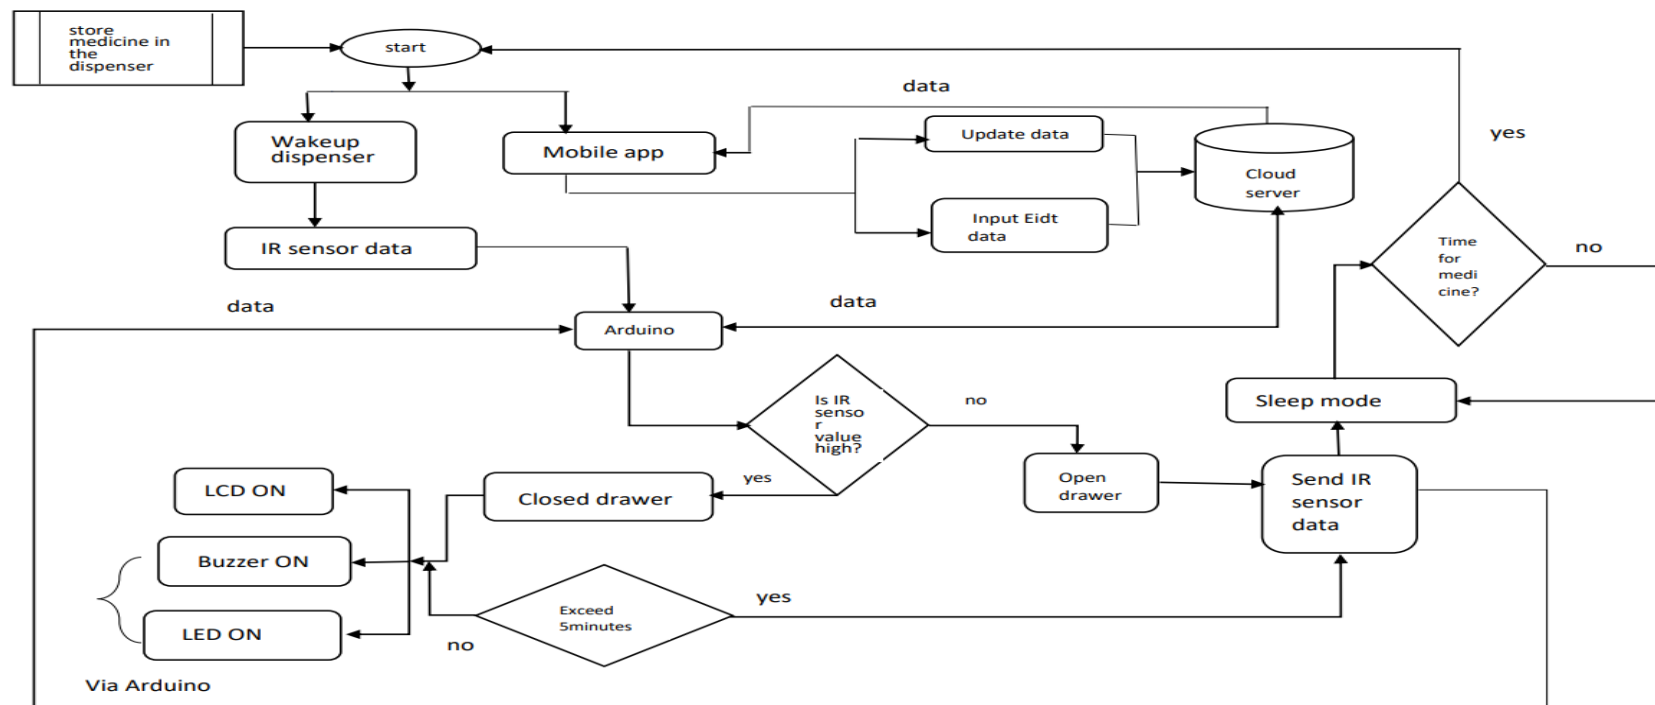 store
medicine in
the
dispenser
start
data
Wakeup
dispenser
Mobile app
Update data
Cloud
server
yes
Input Eidt
data
IR sensor data
Time
for
medi
cine?
no
data
data
Arduino
Is IR
senso
r
value
high?
no
Sleep mode
LCD ON
Closed drawer
yes
Open
drawer
Send IR
sensor
data
Buzzer ON
Exceed
5minutes
yes
LED ON
no
Via Arduino